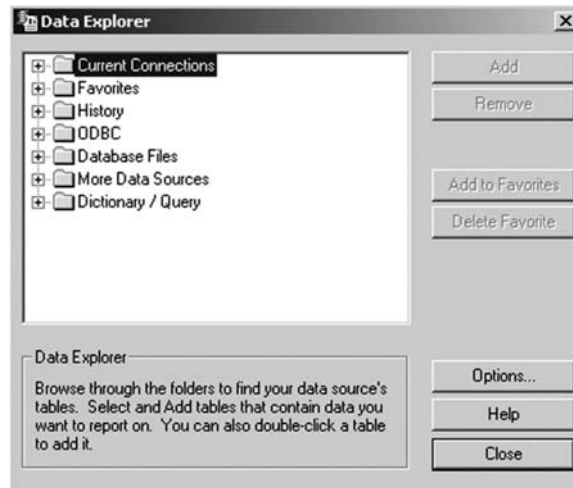 Data Explorer
Current Connections
Favorites
History
ODBC
Database Files
More Data Sources
Dictionary / Query
Add
Remove
Add to Favorites
Delete Favorite
Data Explorer
Browse through the folders to find your data source's
tables. Select and Add tables that contain data you
want to report on. You can also double-click a table
to add it.
Options...
Help
Close